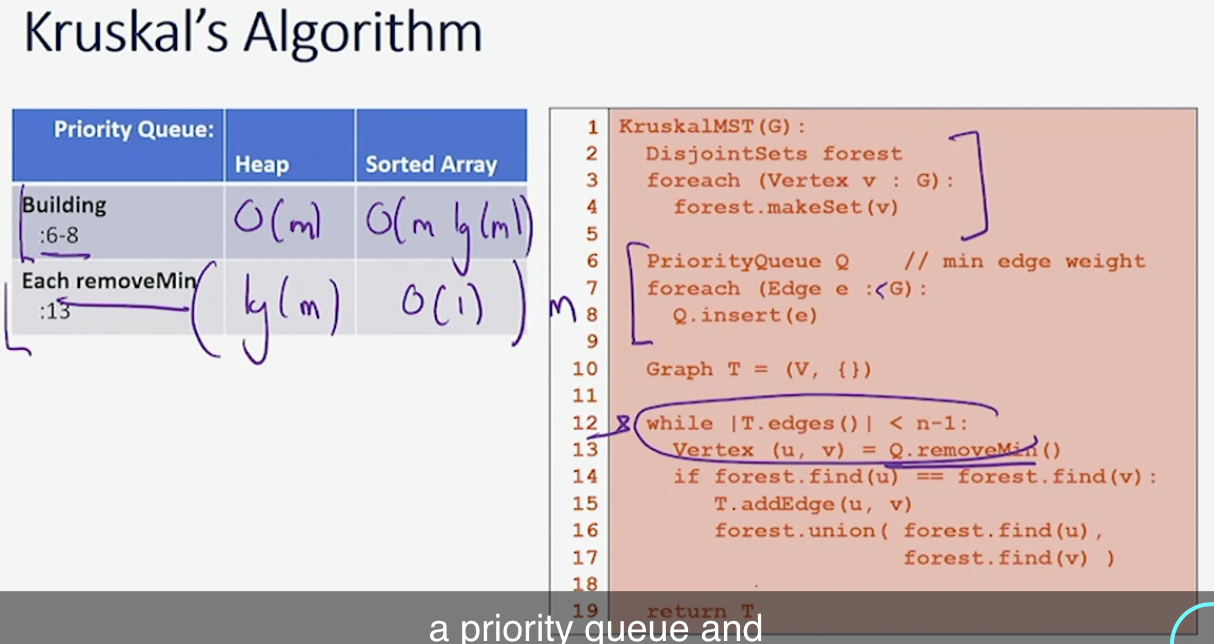 Kruskal's Algorithm
Priority Queue:
Heap
Sorted Array
Building
:6-8
O(m)
O(m lg(m))
Each removeMin
:13
lg(m)
O(1)
m
1 KruskalMST(G):
2 DisjointSets forest
3 foreach (Vertex v : G):
4 forest.makeSet(v)
5
6 PriorityQueue Q // min edge weight
7 foreach (Edge e : G):
8 Q.insert(e)
9
10 Graph T = (V, {})
11
12 while |T.edges()| < n-1:
13 Vertex (u, v) = Q.removeMin()
14 if forest.find(u) == forest.find(v):
15 T.addEdge(u, v)
16 forest.union( forest.find(u),
17 forest.find(v) )
18
19 return T
a priority queue and